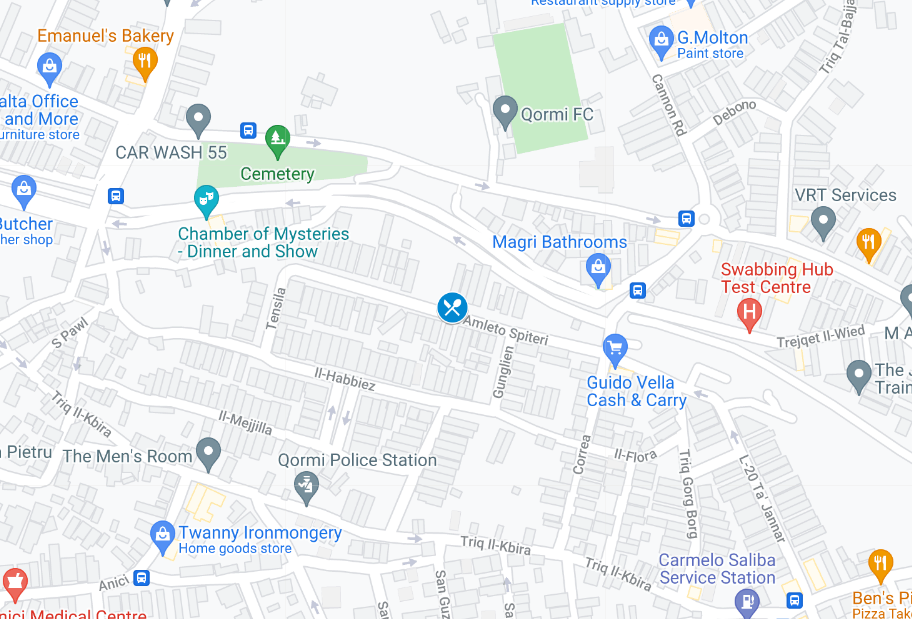 Restaurant supply store
Emanuel's Bakery
G.Molton
Paint store
Triq Tal-Bajja
alta Office
and More
urniture store
Cannon Rd
Debono
Qormi FC
CAR WASH 55
Cemetery
VRT Services
Butcher
her shop
Chamber of Mysteries
- Dinner and Show
Magri Bathrooms
Swabbing Hub
Test Centre
Tensila
Amleto Spiteri
S Pawl
Trejqet Il-Wied
M A
Gunglien
Il-Habbiez
Guido Vella
Cash & Carry
The J
Train
Triq Il-Kbira
Il-Mejjilla
Pietru
The Men's Room
Qormi Police Station
Correa
Il-Flora
Triq Gorg Borg
L-20 Ta' Jannar
Twanny Ironmongery
Home goods store
Triq Il-Kbira
Triq Il-Kbira
Carmelo Saliba
Service Station
Anici
San Guz
Sa
Ben's Pi
Pizza Take
nici Medical Centre